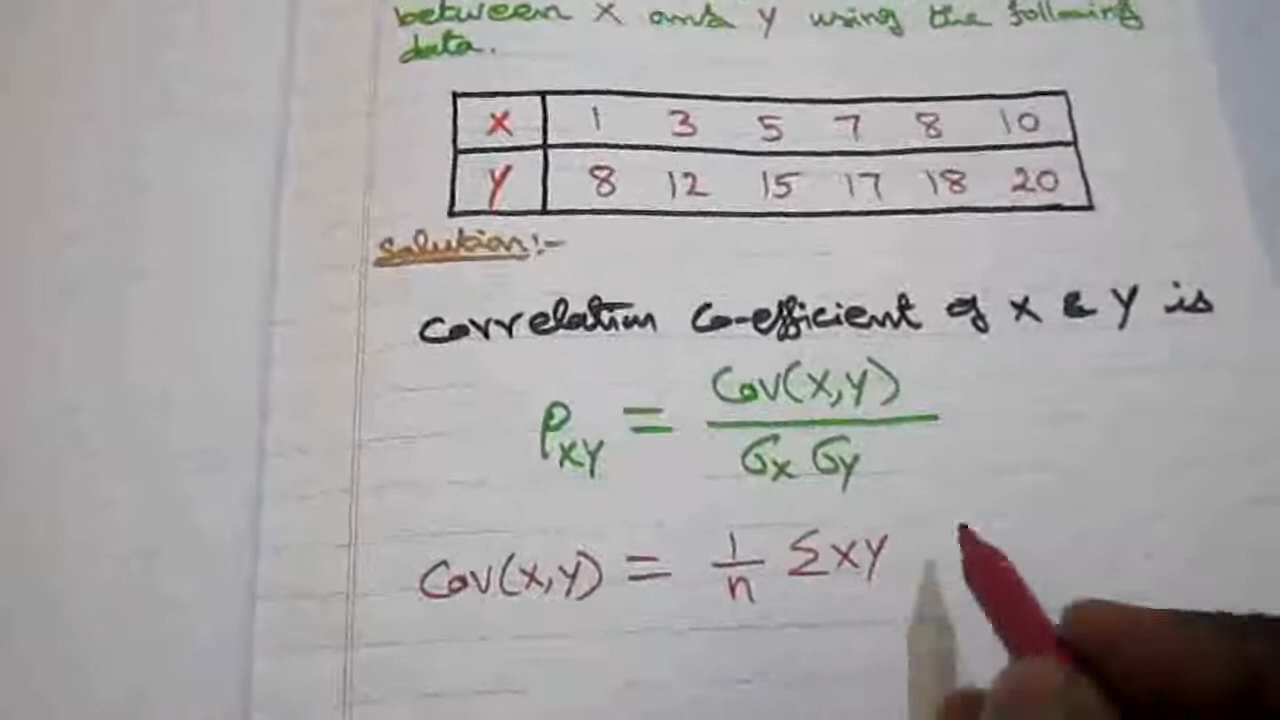 between X and Y using the following
data.
X 1 3 5 7 8 10
Y 8 12 15 17 18 20
Solution:-
Correlation Co-efficient of X & Y is
ρXY = Cov(X,Y) / σX σY
Cov(X,Y) = 1/n ΣXY